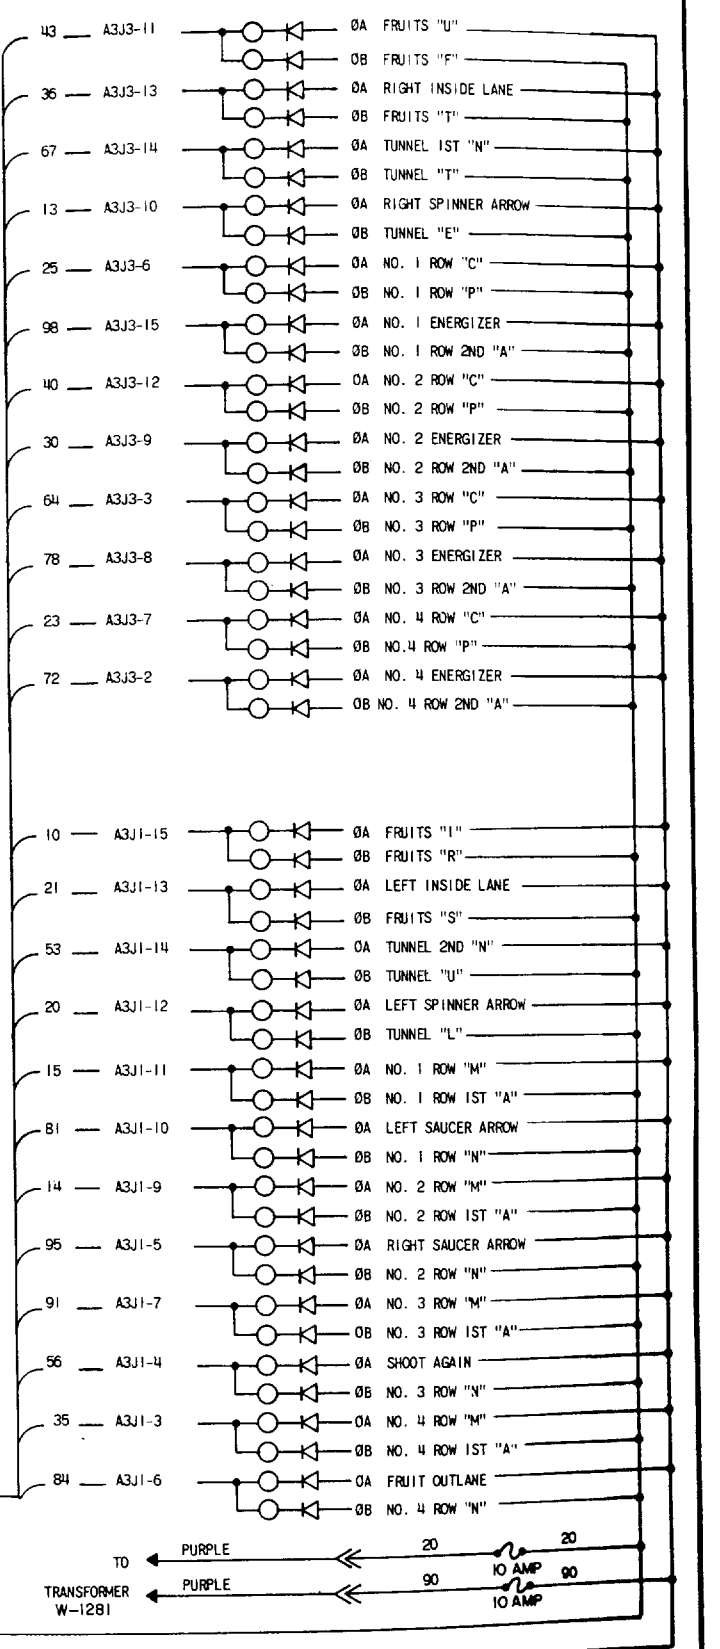 43 A3J3-11 ØA FRUITS "U"
ØB FRUITS "F"
36 A3J3-13 ØA RIGHT INSIDE LANE
ØB FRUITS "T"
67 A3J3-14 ØA TUNNEL 1ST "N"
ØB TUNNEL "T"
13 A3J3-10 ØA RIGHT SPINNER ARROW
ØB TUNNEL "E"
25 A3J3-6 ØA NO. 1 ROW "C"
ØB NO. 1 ROW "P"
98 A3J3-15 ØA NO. 1 ENERGIZER
ØB NO. 1 ROW 2ND "A"
40 A3J3-12 ØA NO. 2 ROW "C"
ØB NO. 2 ROW "P"
30 A3J3-9 ØA NO. 2 ENERGIZER
ØB NO. 2 ROW 2ND "A"
64 A3J3-3 ØA NO. 3 ROW "C"
ØB NO. 3 ROW "P"
78 A3J3-8 ØA NO. 3 ENERGIZER
ØB NO. 3 ROW 2ND "A"
23 A3J3-7 ØA NO. 4 ROW "C"
ØB NO.4 ROW "P"
72 A3J3-2 ØA NO. 4 ENERGIZER
ØB NO. 4 ROW 2ND "A"
10 A3J1-15 ØA FRUITS "I"
ØB FRUITS "R"
21 A3J1-13 ØA LEFT INSIDE LANE
ØB FRUITS "S"
53 A3J1-14 ØA TUNNEL 2ND "N"
ØB TUNNEL "U"
20 A3J1-12 ØA LEFT SPINNER ARROW
ØB TUNNEL "L"
15 A3J1-11 ØA NO. 1 ROW "M"
ØB NO. 1 ROW 1ST "A"
81 A3J1-10 ØA LEFT SAUCER ARROW
ØB NO. 1 ROW "N"
14 A3J1-9 ØA NO. 2 ROW "M"
ØB NO. 2 ROW 1ST "A"
95 A3J1-5 ØA RIGHT SAUCER ARROW
ØB NO. 2 ROW "N"
91 A3J1-7 ØA NO. 3 ROW "M"
ØB NO. 3 ROW 1ST "A"
56 A3J1-4 ØA SHOOT AGAIN
ØB NO. 3 ROW "N"
35 A3J1-3 ØA NO. 4 ROW "M"
ØB NO. 4 ROW 1ST "A"
84 A3J1-6 ØA FRUIT OUTLANE
ØB NO. 4 ROW "N"
TO PURPLE 20 10 AMP 20
TRANSFORMER PURPLE 90 10 AMP 90
W-1281